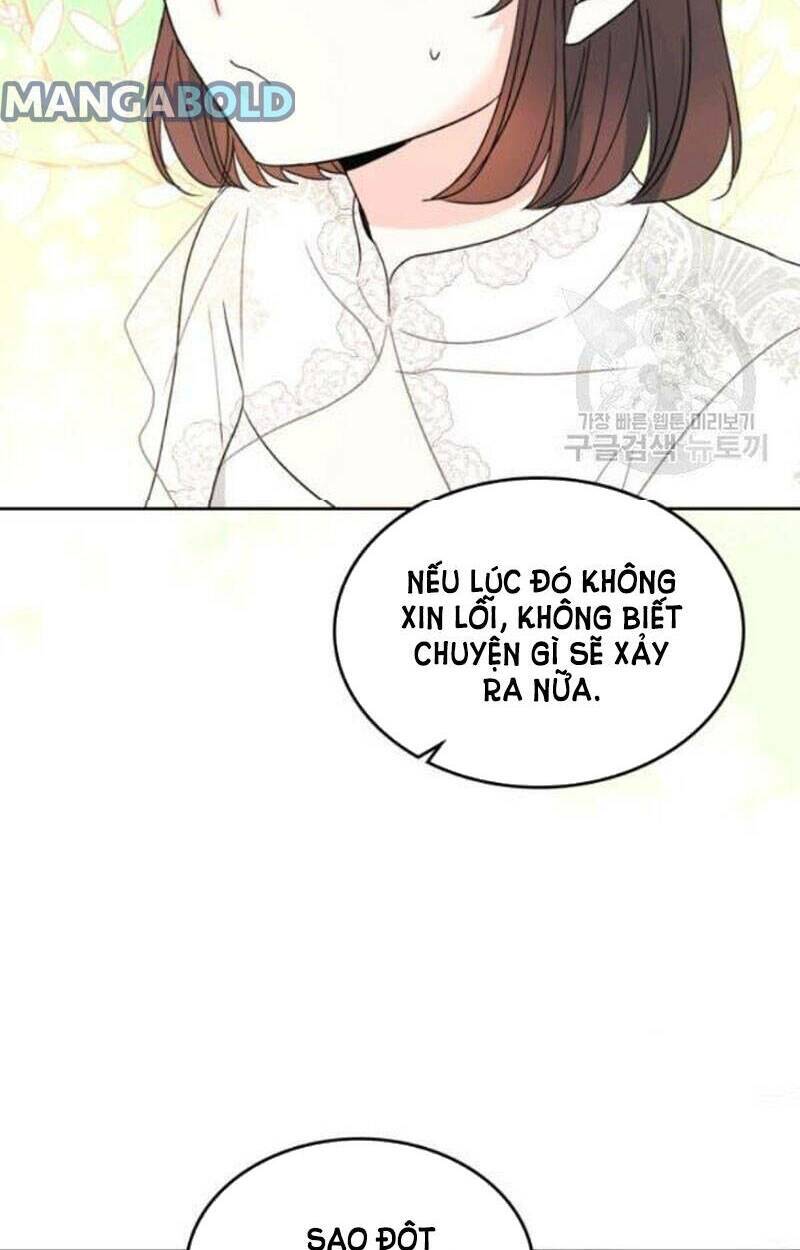 MANGABOLD
가장 빠른 웹툰 미리보기
구글검색 뉴토끼
NẾU LÚC ĐÓ KHÔNG
XIN LỖI, KHÔNG BIẾT
CHUYỆN GÌ SẼ XẢY
RA NỮA.
SAO ĐỘT